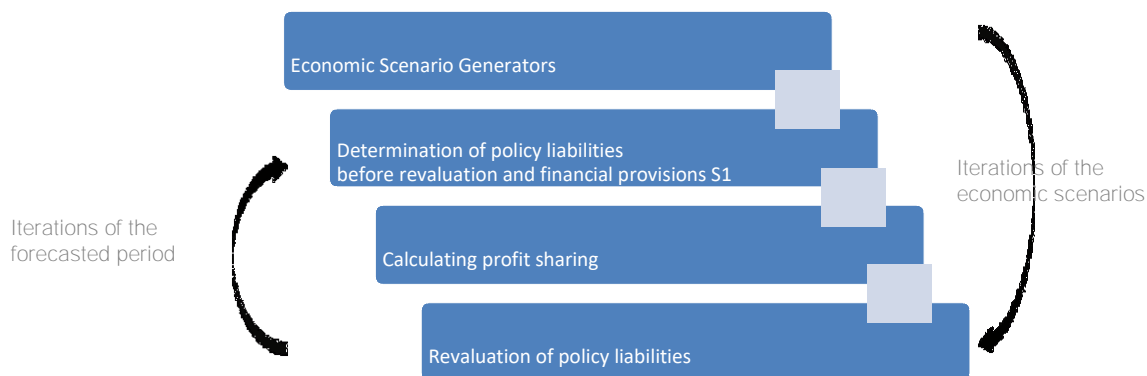 Economic Scenario Generators
Determination of policy liabilities
before revaluation and financial provisions S1
Iterations of the
economic scenarios
Iterations of the
forecasted period
Calculating profit sharing
Revaluation of policy liabilities